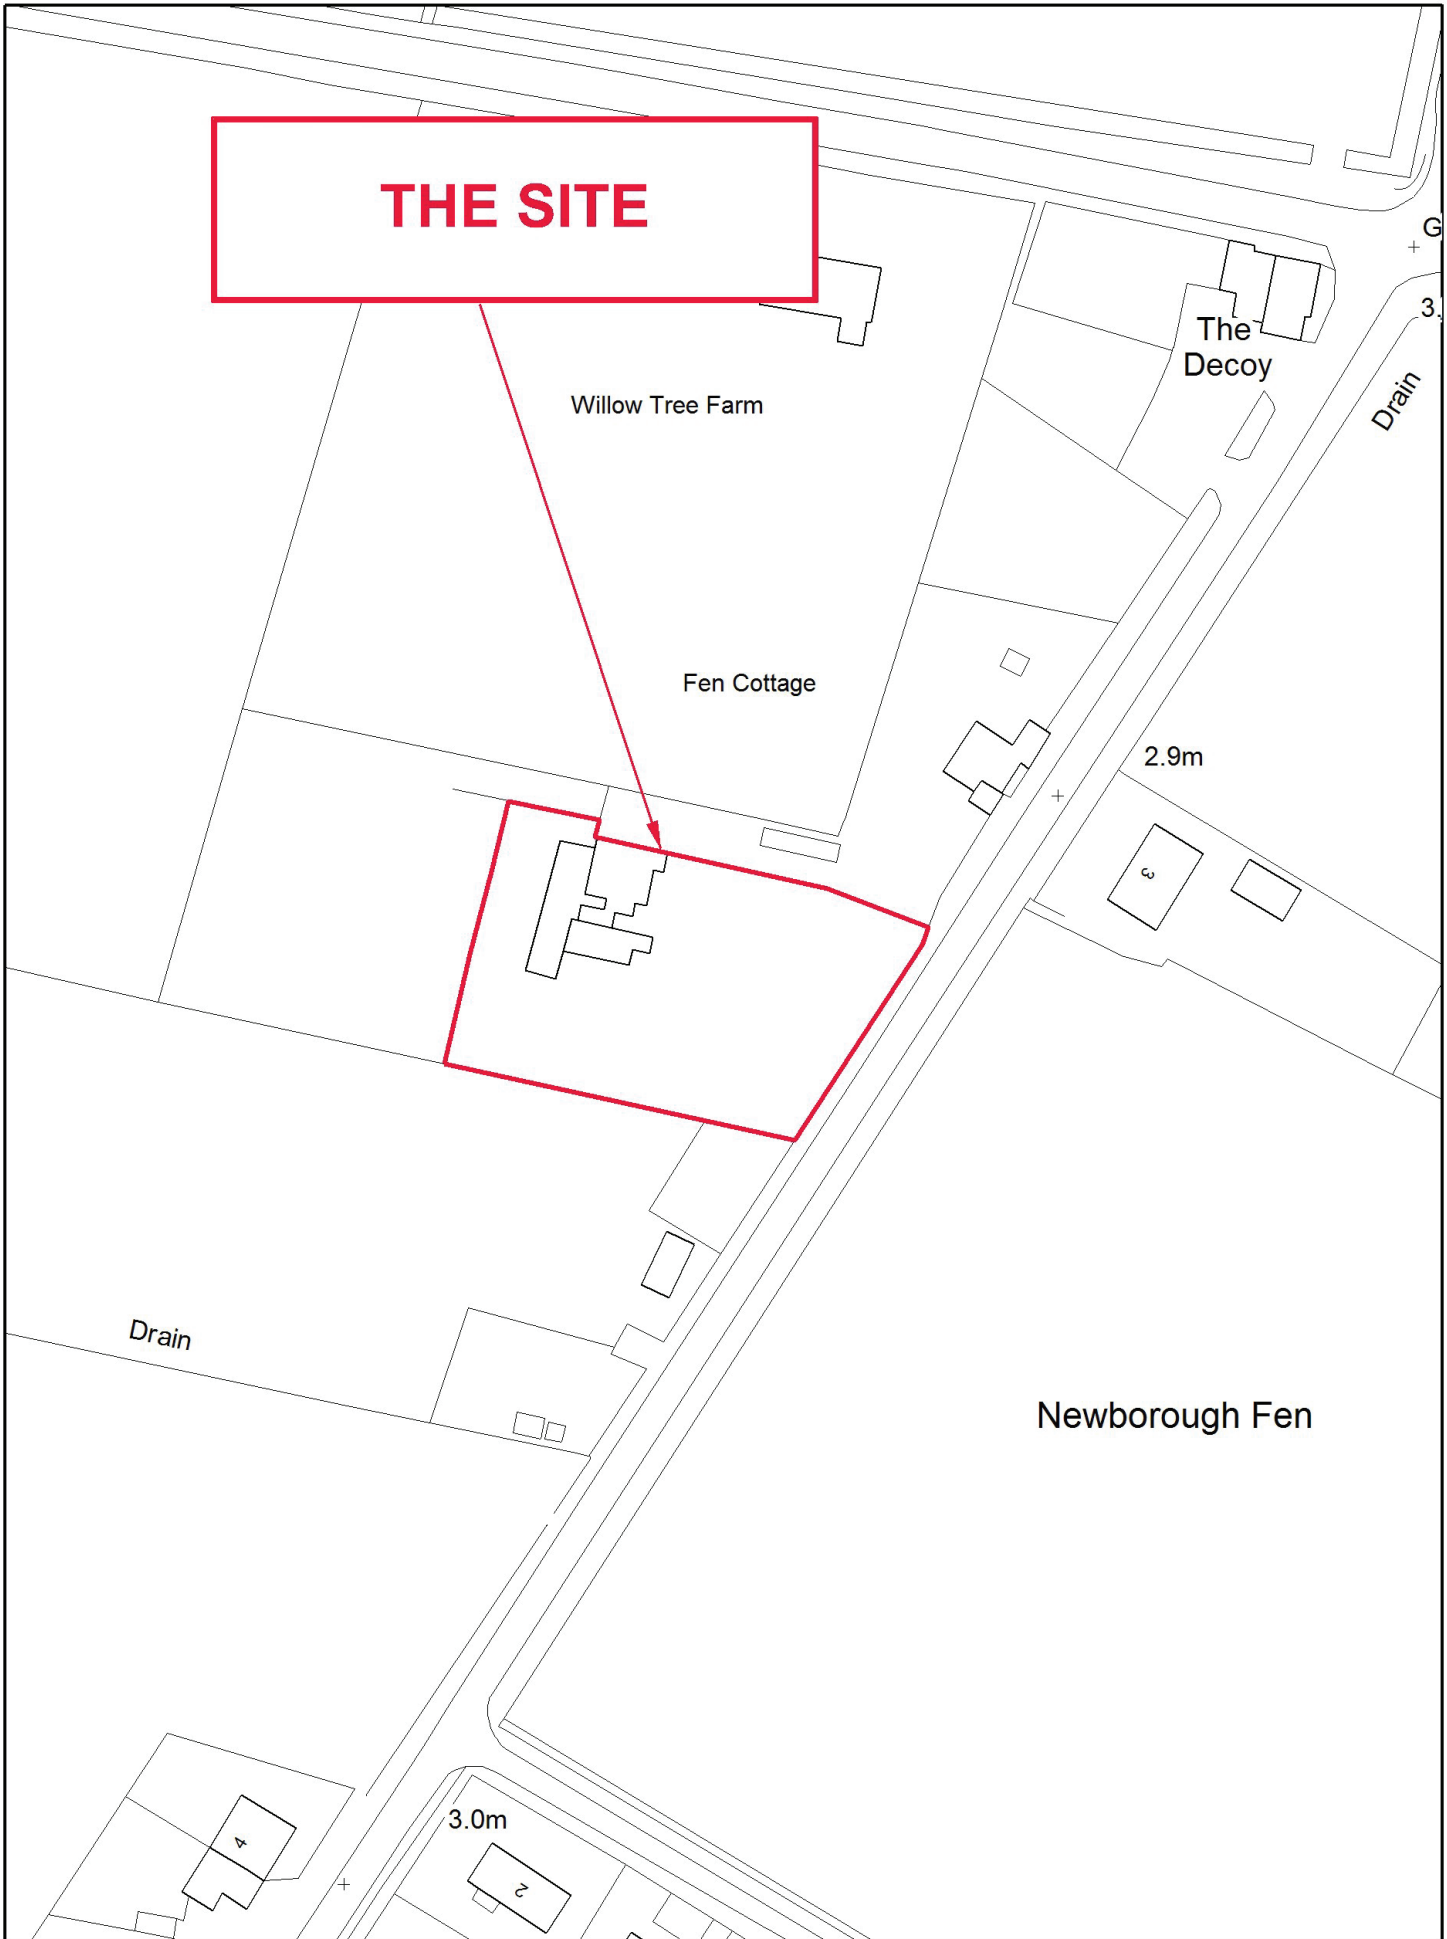 THE SITE
G
3.
The
Decoy
Drain
Willow Tree Farm
Fen Cottage
2.9m
3
Drain
Newborough Fen
3.0m
4
2